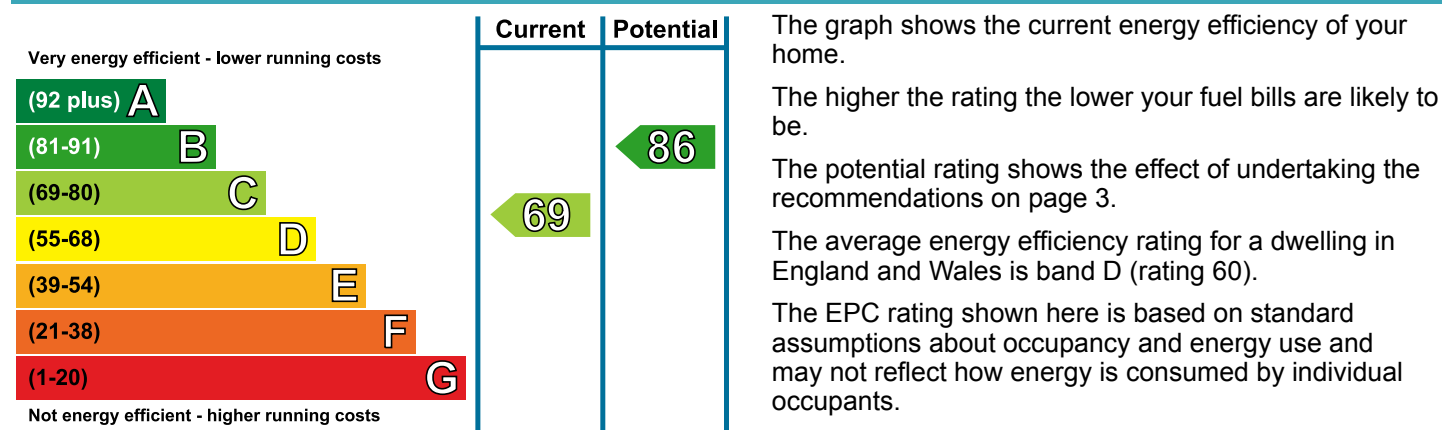 Current Potential
Very energy efficient - lower running costs
(92 plus) A
(81-91) B
86
(69-80) C
69
(55-68) D
(39-54) E
(21-38) F
(1-20) G
Not energy efficient - higher running costs
The graph shows the current energy efficiency of your
home.
The higher the rating the lower your fuel bills are likely to
be.
The potential rating shows the effect of undertaking the
recommendations on page 3.
The average energy efficiency rating for a dwelling in
England and Wales is band D (rating 60).
The EPC rating shown here is based on standard
assumptions about occupancy and energy use and
may not reflect how energy is consumed by individual
occupants.